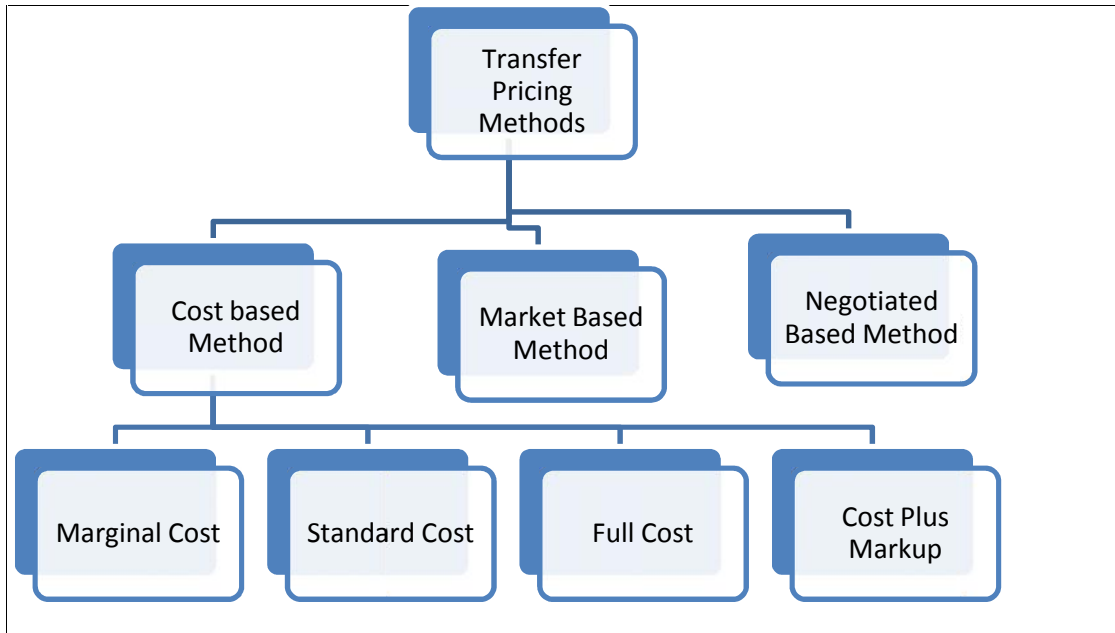 Transfer
Pricing
Methods
Cost based
Method
Market Based
Method
Negotiated
Based Method
Marginal Cost
Standard Cost
Full Cost
Cost Plus
Markup